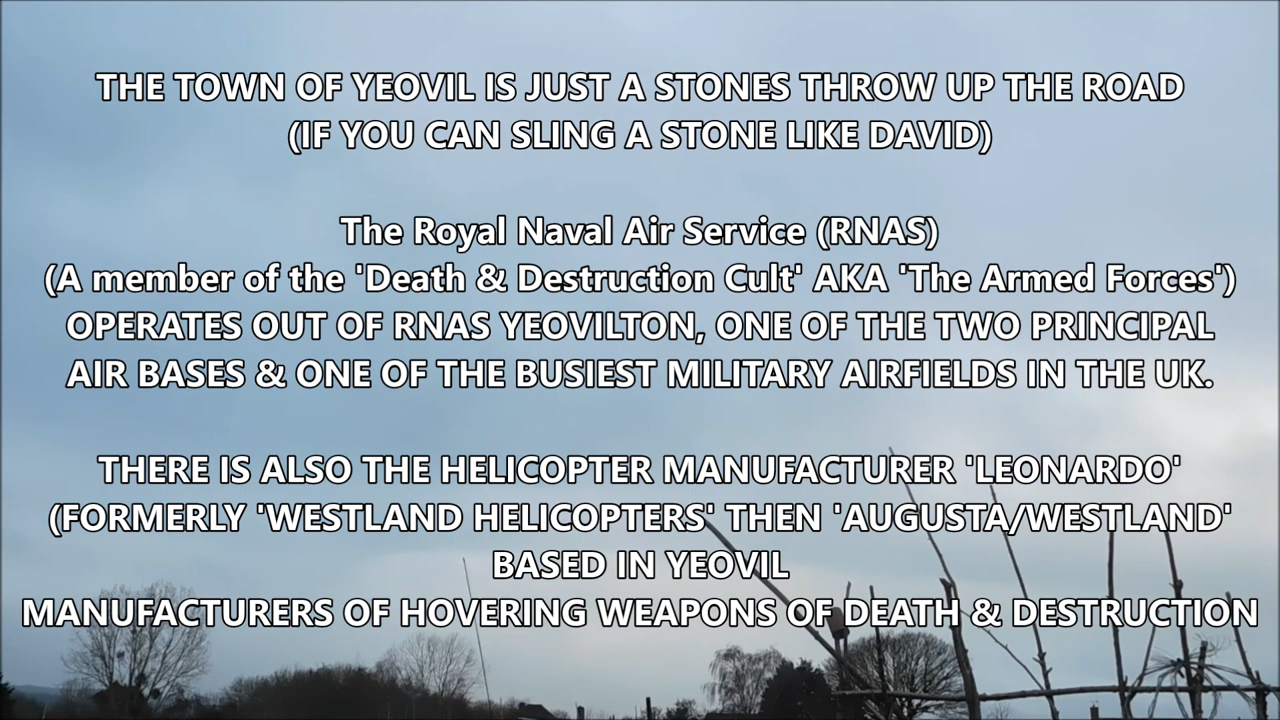 THE TOWN OF YEOVIL IS JUST A STONES THROW UP THE ROAD
(IF YOU CAN SLING A STONE LIKE DAVID)
The Royal Naval Air Service (RNAS)
(A member of the 'Death & Destruction Cult' AKA 'The Armed Forces')
OPERATES OUT OF RNAS YEOVILTON, ONE OF THE TWO PRINCIPAL
AIR BASES & ONE OF THE BUSIEST MILITARY AIRFIELDS IN THE UK.
THERE IS ALSO THE HELICOPTER MANUFACTURER 'LEONARDO'
(FORMERLY 'WESTLAND HELICOPTERS' THEN 'AUGUSTA/WESTLAND'
BASED IN YEOVIL
MANUFACTURERS OF HOVERING WEAPONS OF DEATH & DESTRUCTION